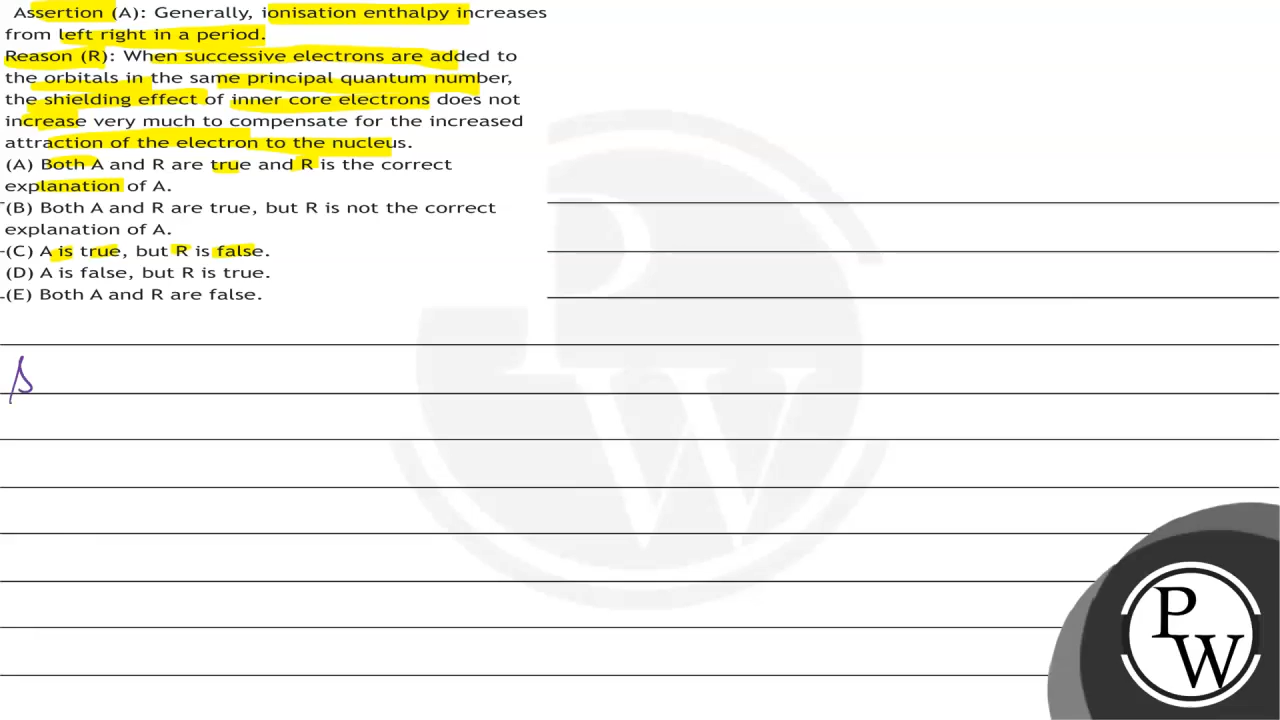 Assertion (A): Generally, ionisation enthalpy increases
from left right in a period.
Reason (R): When successive electrons are added to
the orbitals in the same principal quantum number,
the shielding effect of inner core electrons does not
increase very much to compensate for the increased
attraction of the electron to the nucleus.
(A) Both A and R are true and R is the correct
explanation of A.
(B) Both A and R are true, but R is not the correct
explanation of A.
(C) A is true, but R is false.
(D) A is false, but R is true.
(E) Both A and R are false.
P
W
P
W